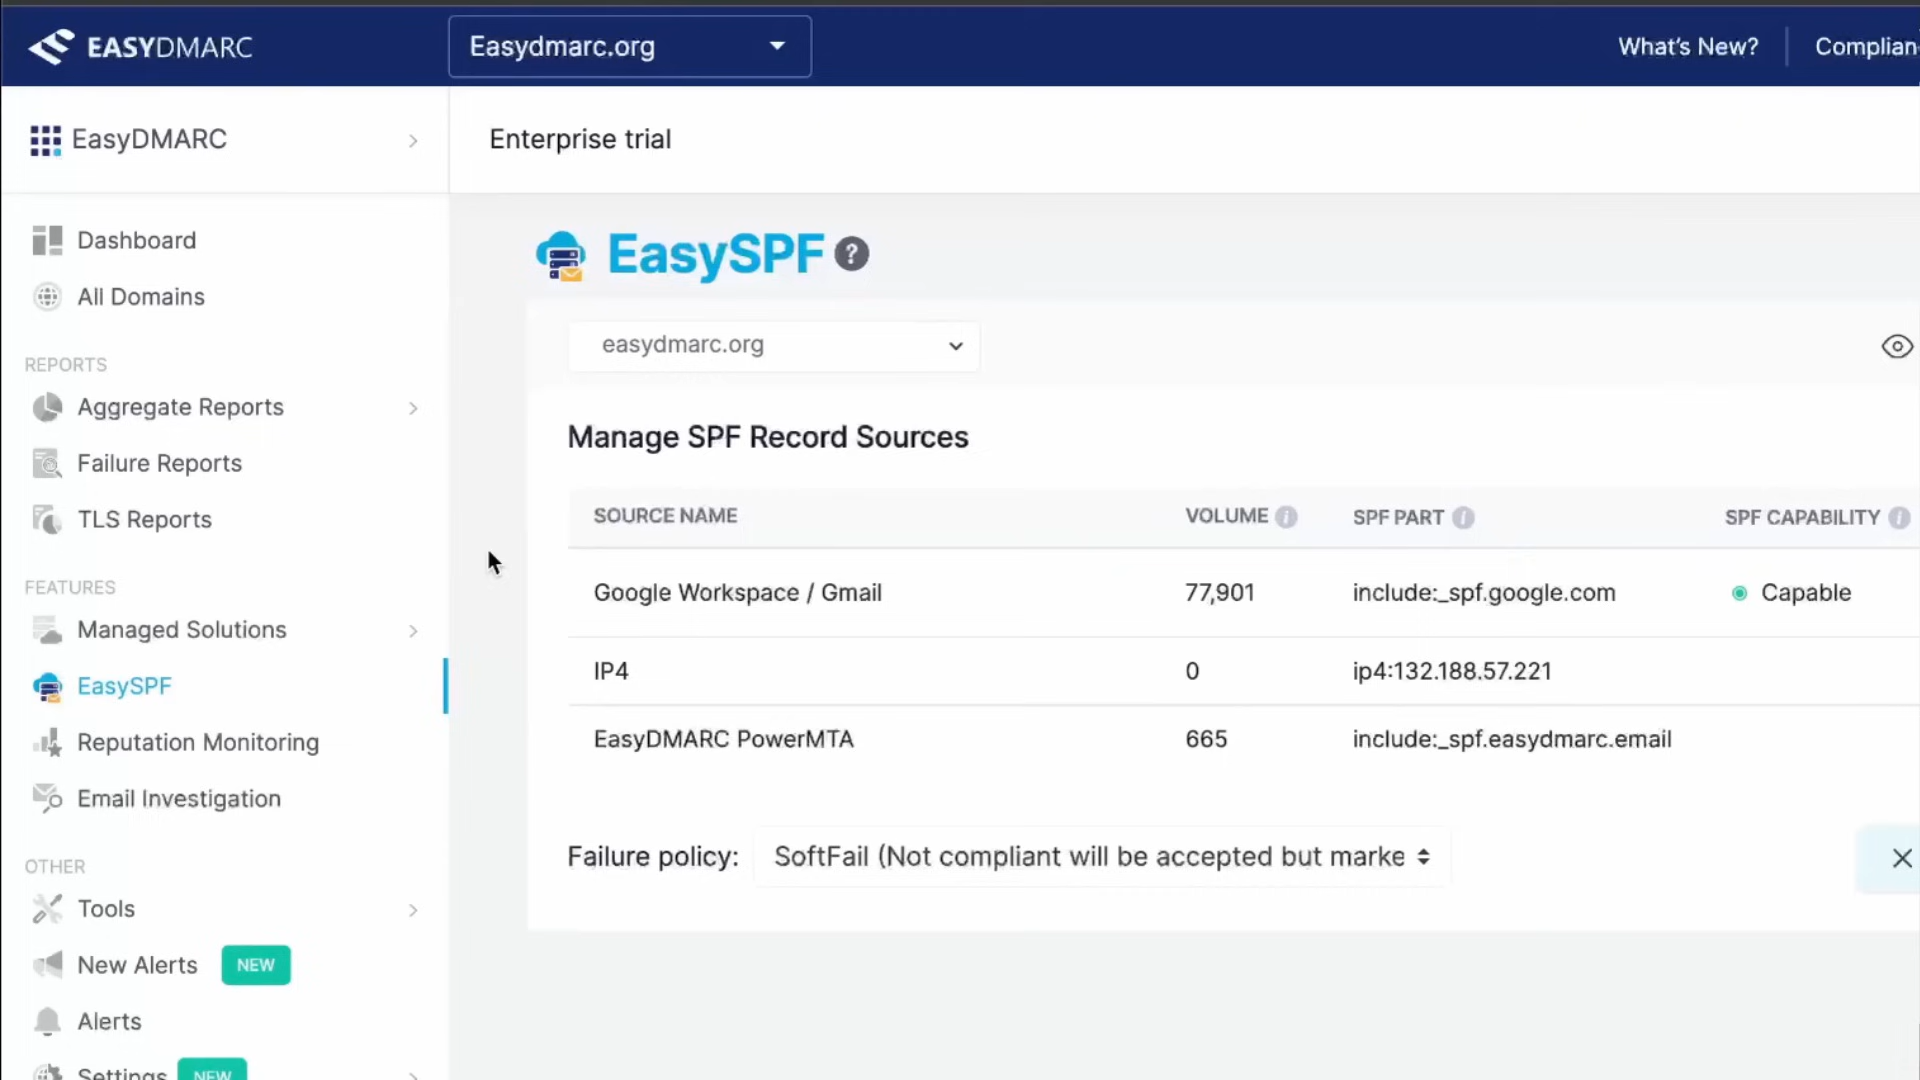 EASYDMARC
Easydmarc.org
What's New?
Complian
EasyDMARC
Enterprise trial
Dashboard
All Domains
REPORTS
Aggregate Reports
Failure Reports
TLS Reports
FEATURES
Managed Solutions
EasySPF
Reputation Monitoring
Email Investigation
OTHER
Tools
New Alerts NEW
Alerts
Settings NEW
EasySPF ?
easydmarc.org
Manage SPF Record Sources
SOURCE NAME VOLUME i SPF PART i SPF CAPABILITY i
Google Workspace / Gmail 77,901 include:_spf.google.com Capable
IP4 0 ip4:132.188.57.221
EasyDMARC PowerMTA 665 include:_spf.easydmarc.email
Failure policy: SoftFail (Not compliant will be accepted but marke